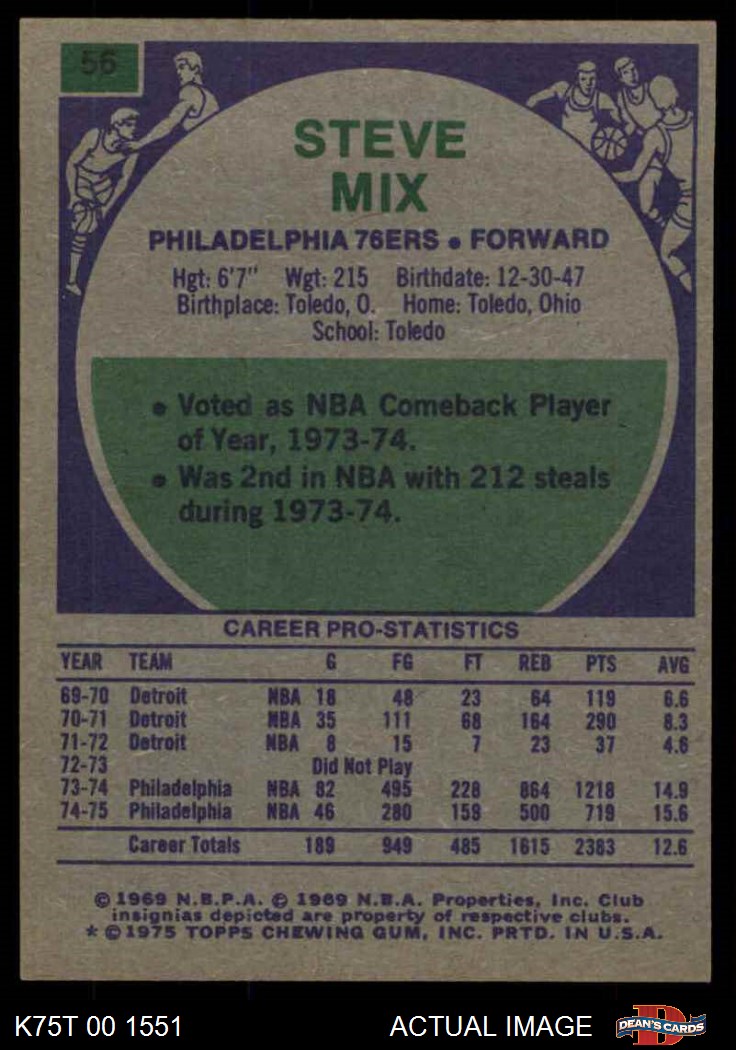 56
STEVE
MIX
PHILADELPHIA 76ERS • FORWARD
Hgt: 6'7" Wgt: 215 Birthdate: 12-30-47
Birthplace: Toledo, O. Home: Toledo, Ohio
School: Toledo
• Voted as NBA Comeback Player
of Year, 1973-74.
• Was 2nd in NBA with 212 steals
during 1973-74.
CAREER PRO-STATISTICS
YEAR TEAM G FG FT REB PTS AVG
69-70 Detroit NBA 18 48 23 64 119 6.6
70-71 Detroit NBA 35 111 68 164 290 8.3
71-72 Detroit NBA 8 15 7 23 37 4.6
72-73 Did Not Play
73-74 Philadelphia NBA 82 495 228 864 1218 14.9
74-75 Philadelphia NBA 46 280 159 500 719 15.6
Career Totals 189 949 485 1615 2383 12.6
© 1969 N.B.P.A. © 1969 N.B.A. Properties, Inc. Club
insignias depicted are property of respective clubs.
* © 1975 TOPPS CHEWING GUM, INC. PRTD. IN U.S.A.
K75T 00 1551 ACTUAL IMAGE
D
DEAN'S CARDS